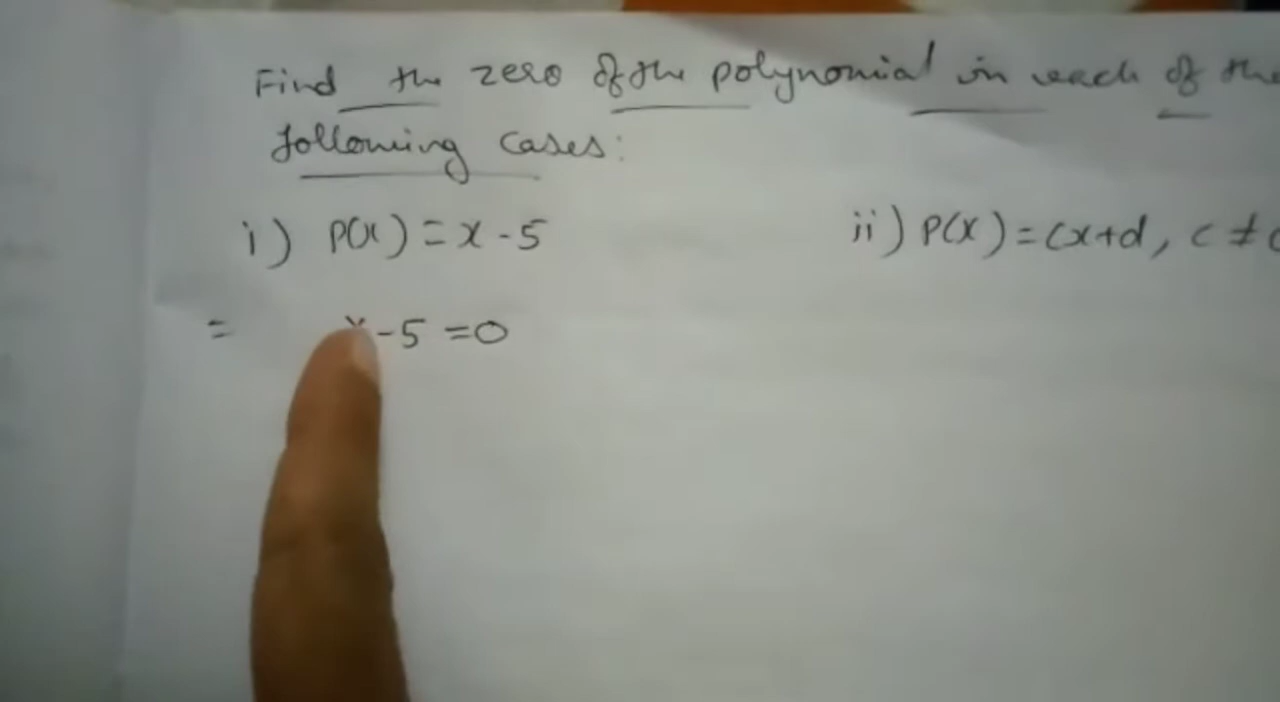 Find the zero of the polynomial in each of the
following cases:
i) P(x) = x - 5
ii) P(x) = cx+d, c ≠
= x - 5 = 0